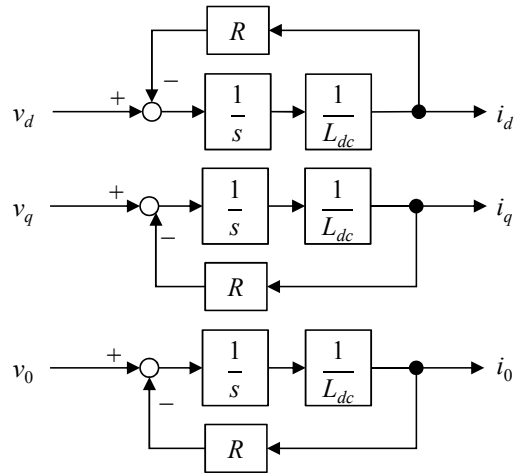 R
−
+
v_d
1
s
1
L_dc
i_d
+
v_q
1
s
1
L_dc
i_q
−
R
+
v_0
1
s
1
L_dc
i_0
−
R